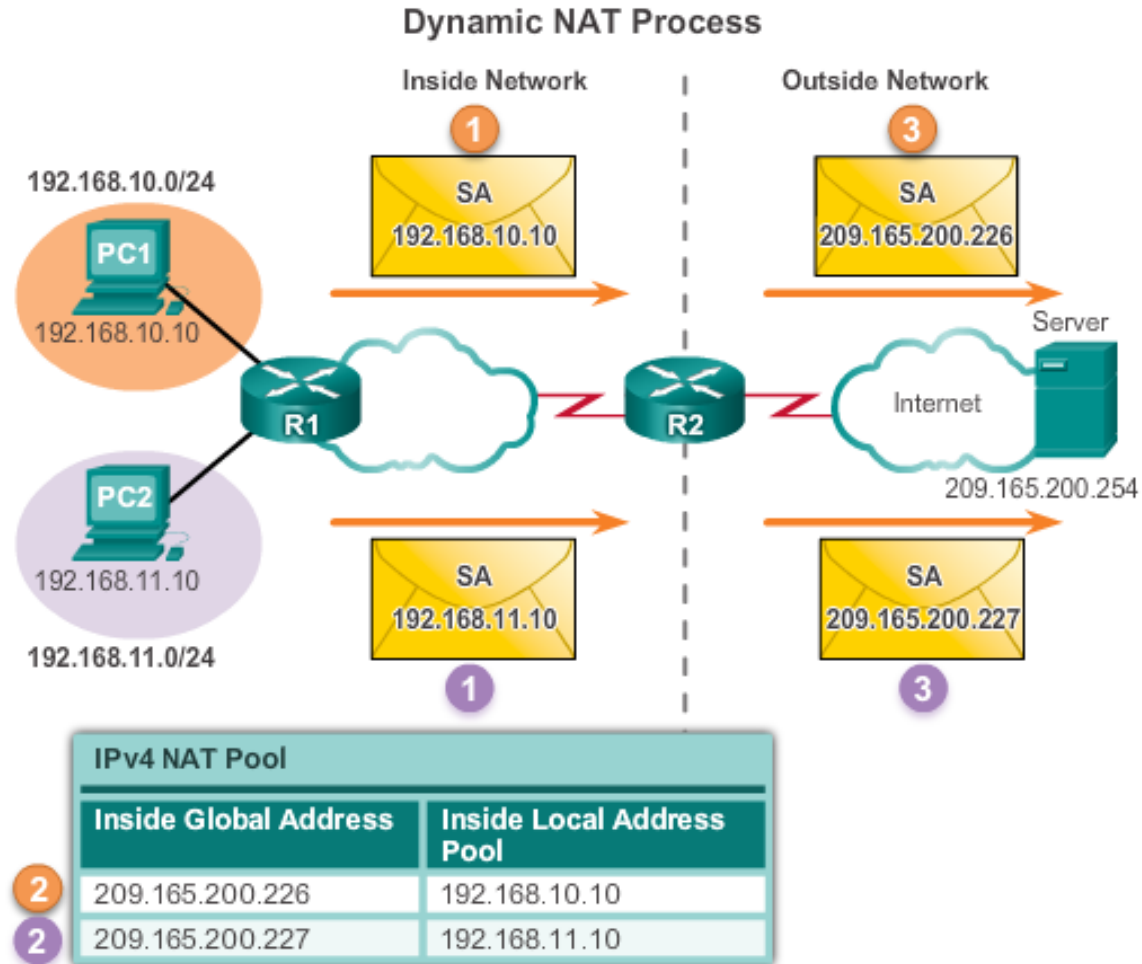 Dynamic NAT Process
Inside Network
Outside Network
1
3
192.168.10.0/24
SA
192.168.10.10
SA
209.165.200.226
PC1
192.168.10.10
Server
R1
R2
Internet
PC2
192.168.11.10
209.165.200.254
SA
192.168.11.10
SA
209.165.200.227
192.168.11.0/24
1
3
IPv4 NAT Pool
Inside Global Address
Inside Local Address
Pool
2
209.165.200.226
192.168.10.10
2
209.165.200.227
192.168.11.10